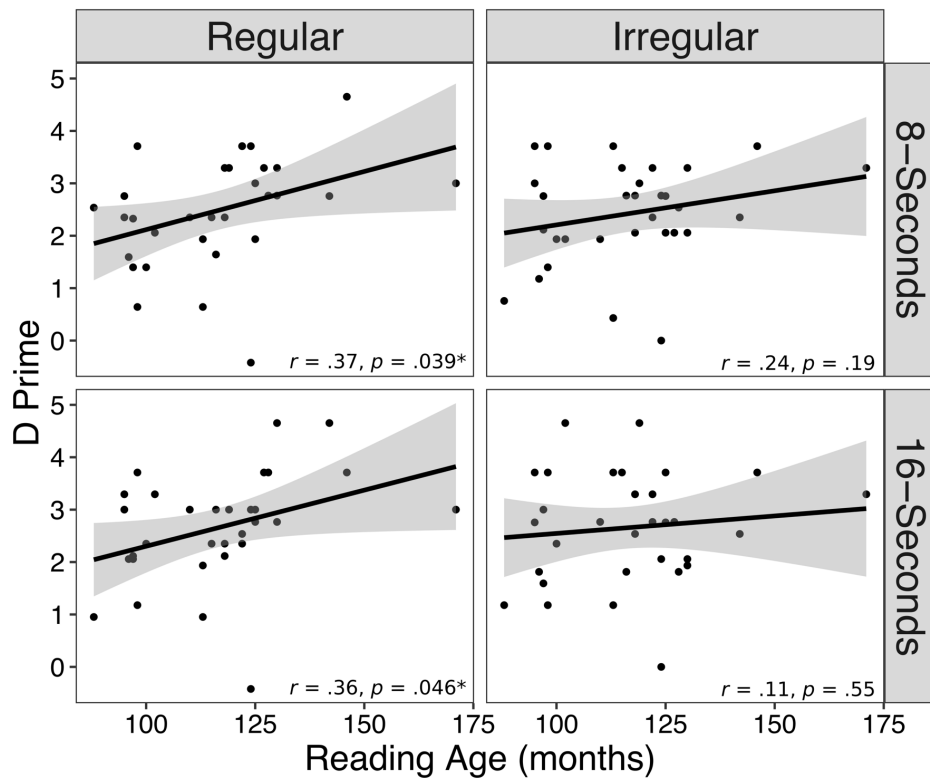 Regular
Irregular
8–Seconds
5
4
3
2
1
0
r = .37, p = .039*
r = .24, p = .19
D Prime
16–Seconds
5
4
3
2
1
0
r = .36, p = .046*
r = .11, p = .55
100 125 150 175
100 125 150 175
Reading Age (months)